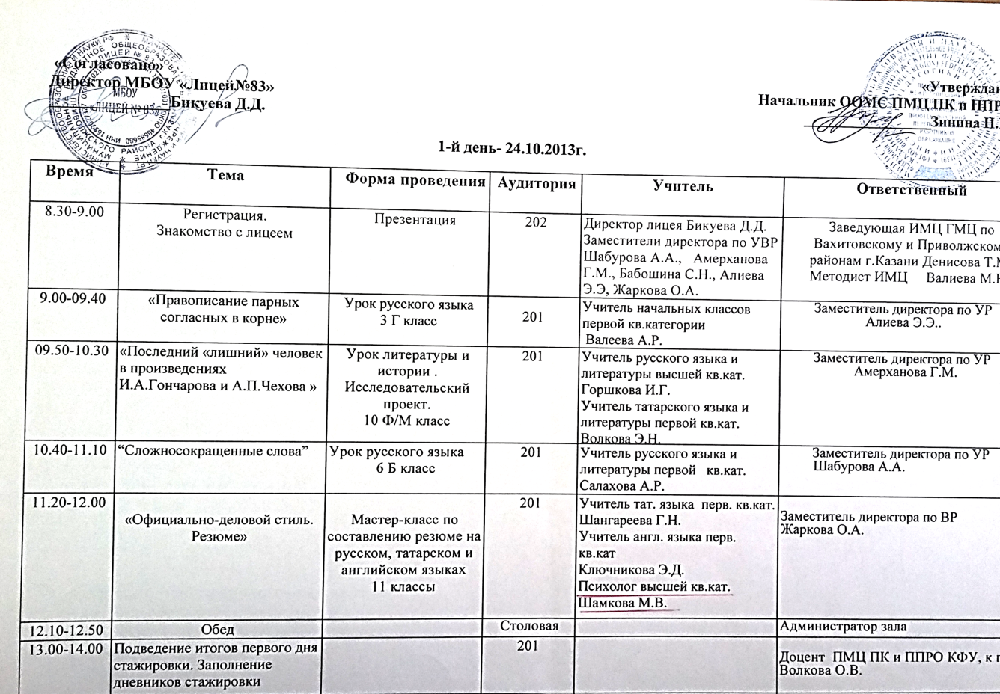 «Согласовано»
Директор МБОУ «Лицей№83»
Бикуева Д.Д.
МБОУ
«ЛИЦЕЙ № 83»
«Утверждаю
Начальник ООМС ПМЦ ПК и ППРО
Зинина Н.
1-й день- 24.10.2013г.
Время Тема Форма проведения Аудитория Учитель Ответственный
8.30-9.00
Регистрация.
Знакомство с лицеем
Презентация
202
Директор лицея Бикуева Д.Д.
Заместители директора по УВР
Шабурова А.А., Амерханова
Г.М., Бабошина С.Н., Алиева
Э.Э, Жаркова О.А.
Заведующая ИМЦ ГМЦ по
Вахитовскому и Приволжском
районам г.Казани Денисова Т.М
Методист ИМЦ Валиева М.Н
9.00-09.40
«Правописание парных
согласных в корне»
Урок русского языка
3 Г класс
201
Учитель начальных классов
первой кв.категории
Валеева А.Р.
Заместитель директора по УР
Алиева Э.Э..
09.50-10.30
«Последний «лишний» человек
в произведениях
И.А.Гончарова и А.П.Чехова »
Урок литературы и
истории .
Исследовательский
проект.
10 Ф/М класс
201
Учитель русского языка и
литературы высшей кв.кат.
Горшкова И.Г.
Учитель татарского языка и
литературы первой кв.кат.
Волкова Э.Н.
Заместитель директора по УР
Амерханова Г.М.
10.40-11.10
“Сложносокращенные слова”
Урок русского языка
6 Б класс
201
Учитель русского языка и
литературы первой кв.кат.
Салахова А.Р.
Заместитель директора по УР
Шабурова А.А.
11.20-12.00
«Официально-деловой стиль.
Резюме»
Мастер-класс по
составлению резюме на
русском, татарском и
английском языках
11 классы
201
Учитель тат. языка перв. кв.кат.
Шангареева Г.Н.
Учитель англ. языка перв.
кв.кат
Ключникова Э.Д.
Психолог высшей кв.кат.
Шамкова М.В.
Заместитель директора по ВР
Жаркова О.А.
12.10-12.50
Обед
Столовая
Администратор зала
13.00-14.00
Подведение итогов первого дня
стажировки. Заполнение
дневников стажировки
201
Доцент ПМЦ ПК и ППРО КФУ, к п
Волкова О.В.